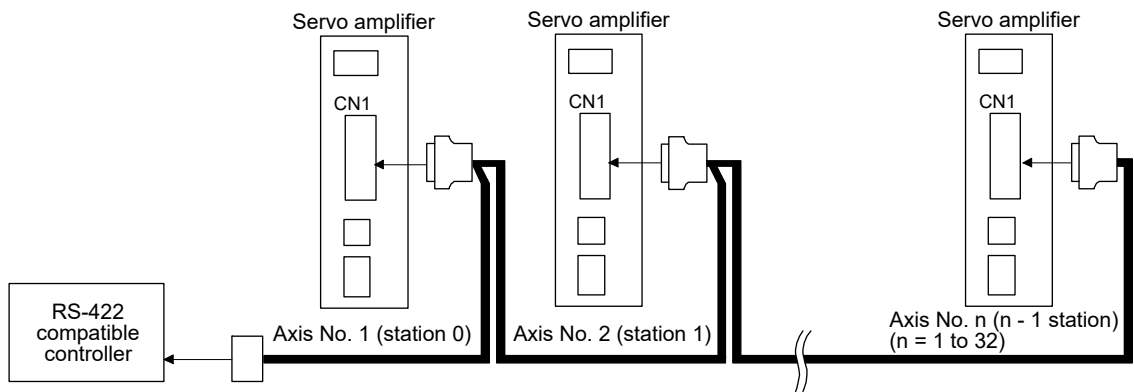 Servo amplifier
Servo amplifier
Servo amplifier
CN1
CN1
CN1
RS-422
compatible
controller
Axis No. 1 (station 0)
Axis No. 2 (station 1)
Axis No. n (n - 1 station)
(n = 1 to 32)